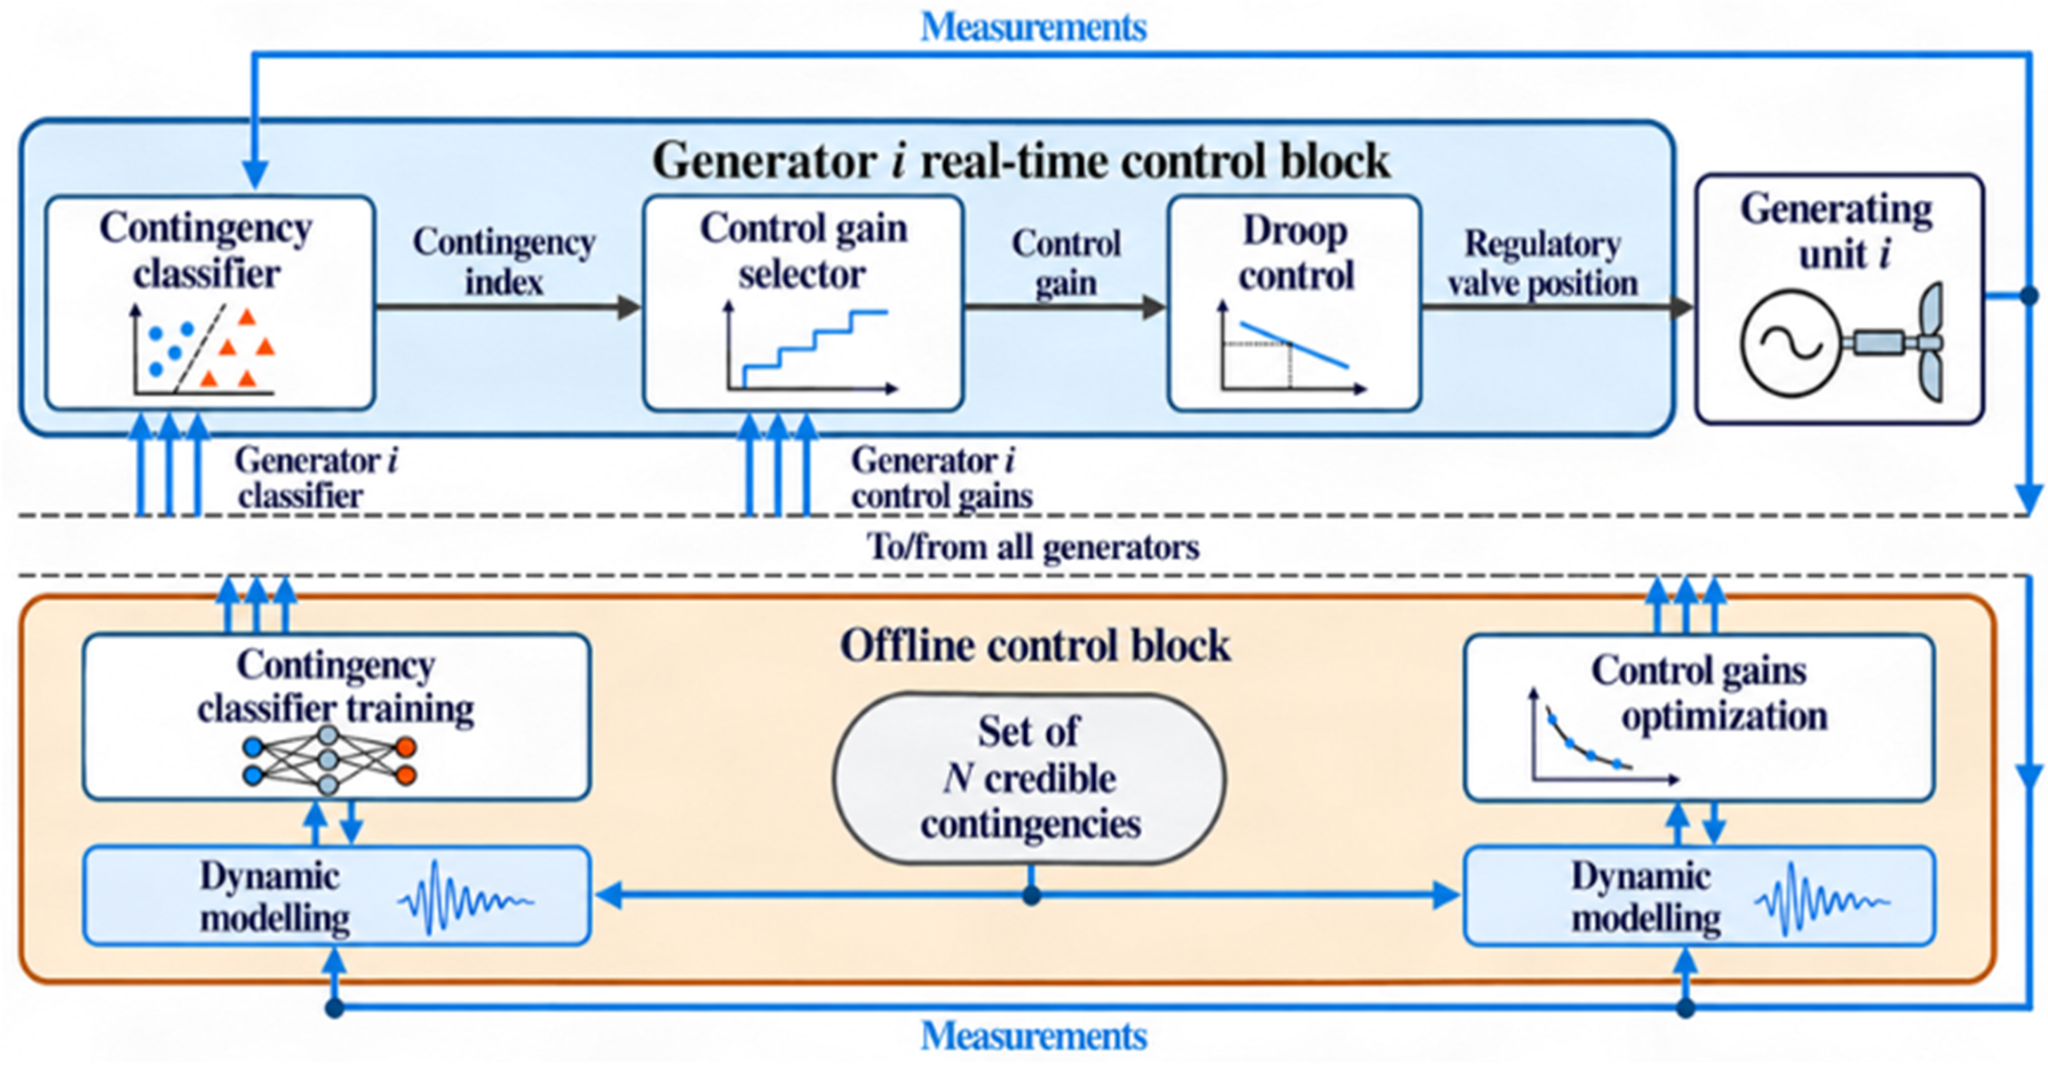 Measurements
Generator i real-time control block
Contingency
classifier
Contingency
index
Control gain
selector
Control
gain
Droop
control
Regulatory
valve position
Generating
unit i
Generator i
classifier
Generator i
control gains
To/from all generators
Offline control block
Contingency
classifier training
Set of
N credible
contingencies
Control gains
optimization
Dynamic
modelling
Dynamic
modelling
Measurements